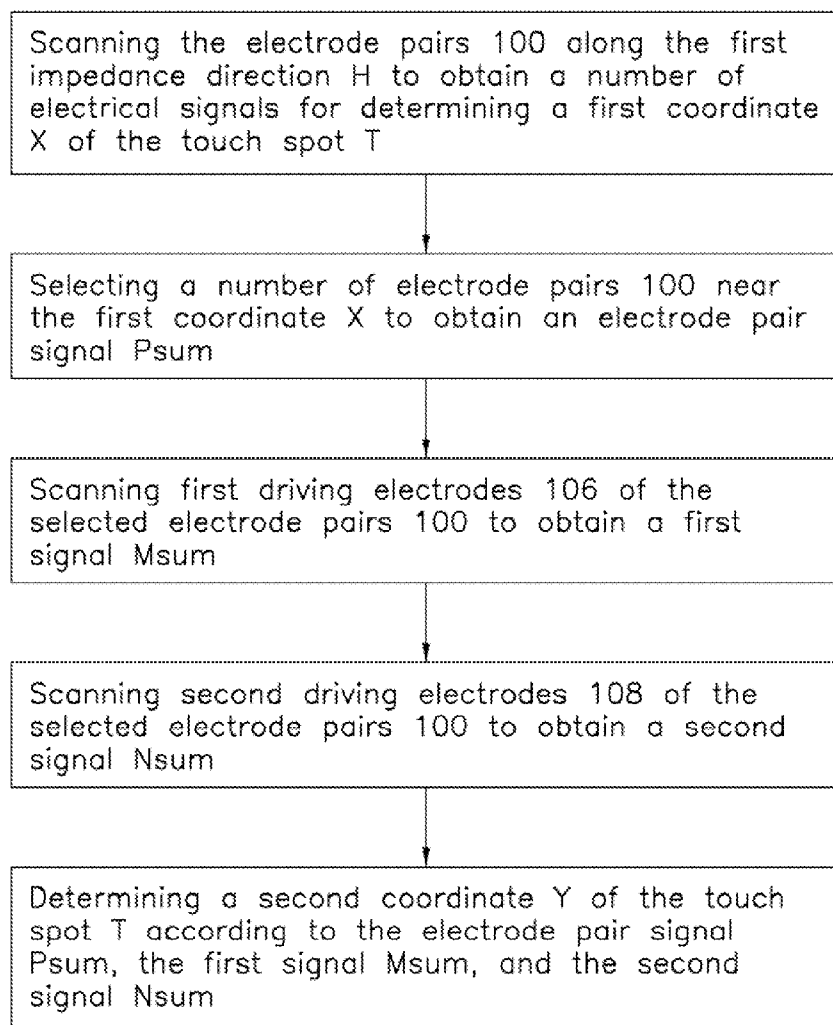 Scanning the electrode pairs 100 along the first
impedance direction H to obtain a number of
electrical signals for determining a first coordinate
X of the touch spot T
Selecting a number of electrode pairs 100 near
the first coordinate X to obtain an electrode pair
signal Psum
Scanning first driving electrodes 106 of the
selected electrode pairs 100 to obtain a first
signal Msum
Scanning second driving electrodes 108 of the
selected electrode pairs 100 to obtain a second
signal Nsum
Determining a second coordinate Y of the touch
spot T according to the electrode pair signal
Psum, the first signal Msum, and the second
signal Nsum